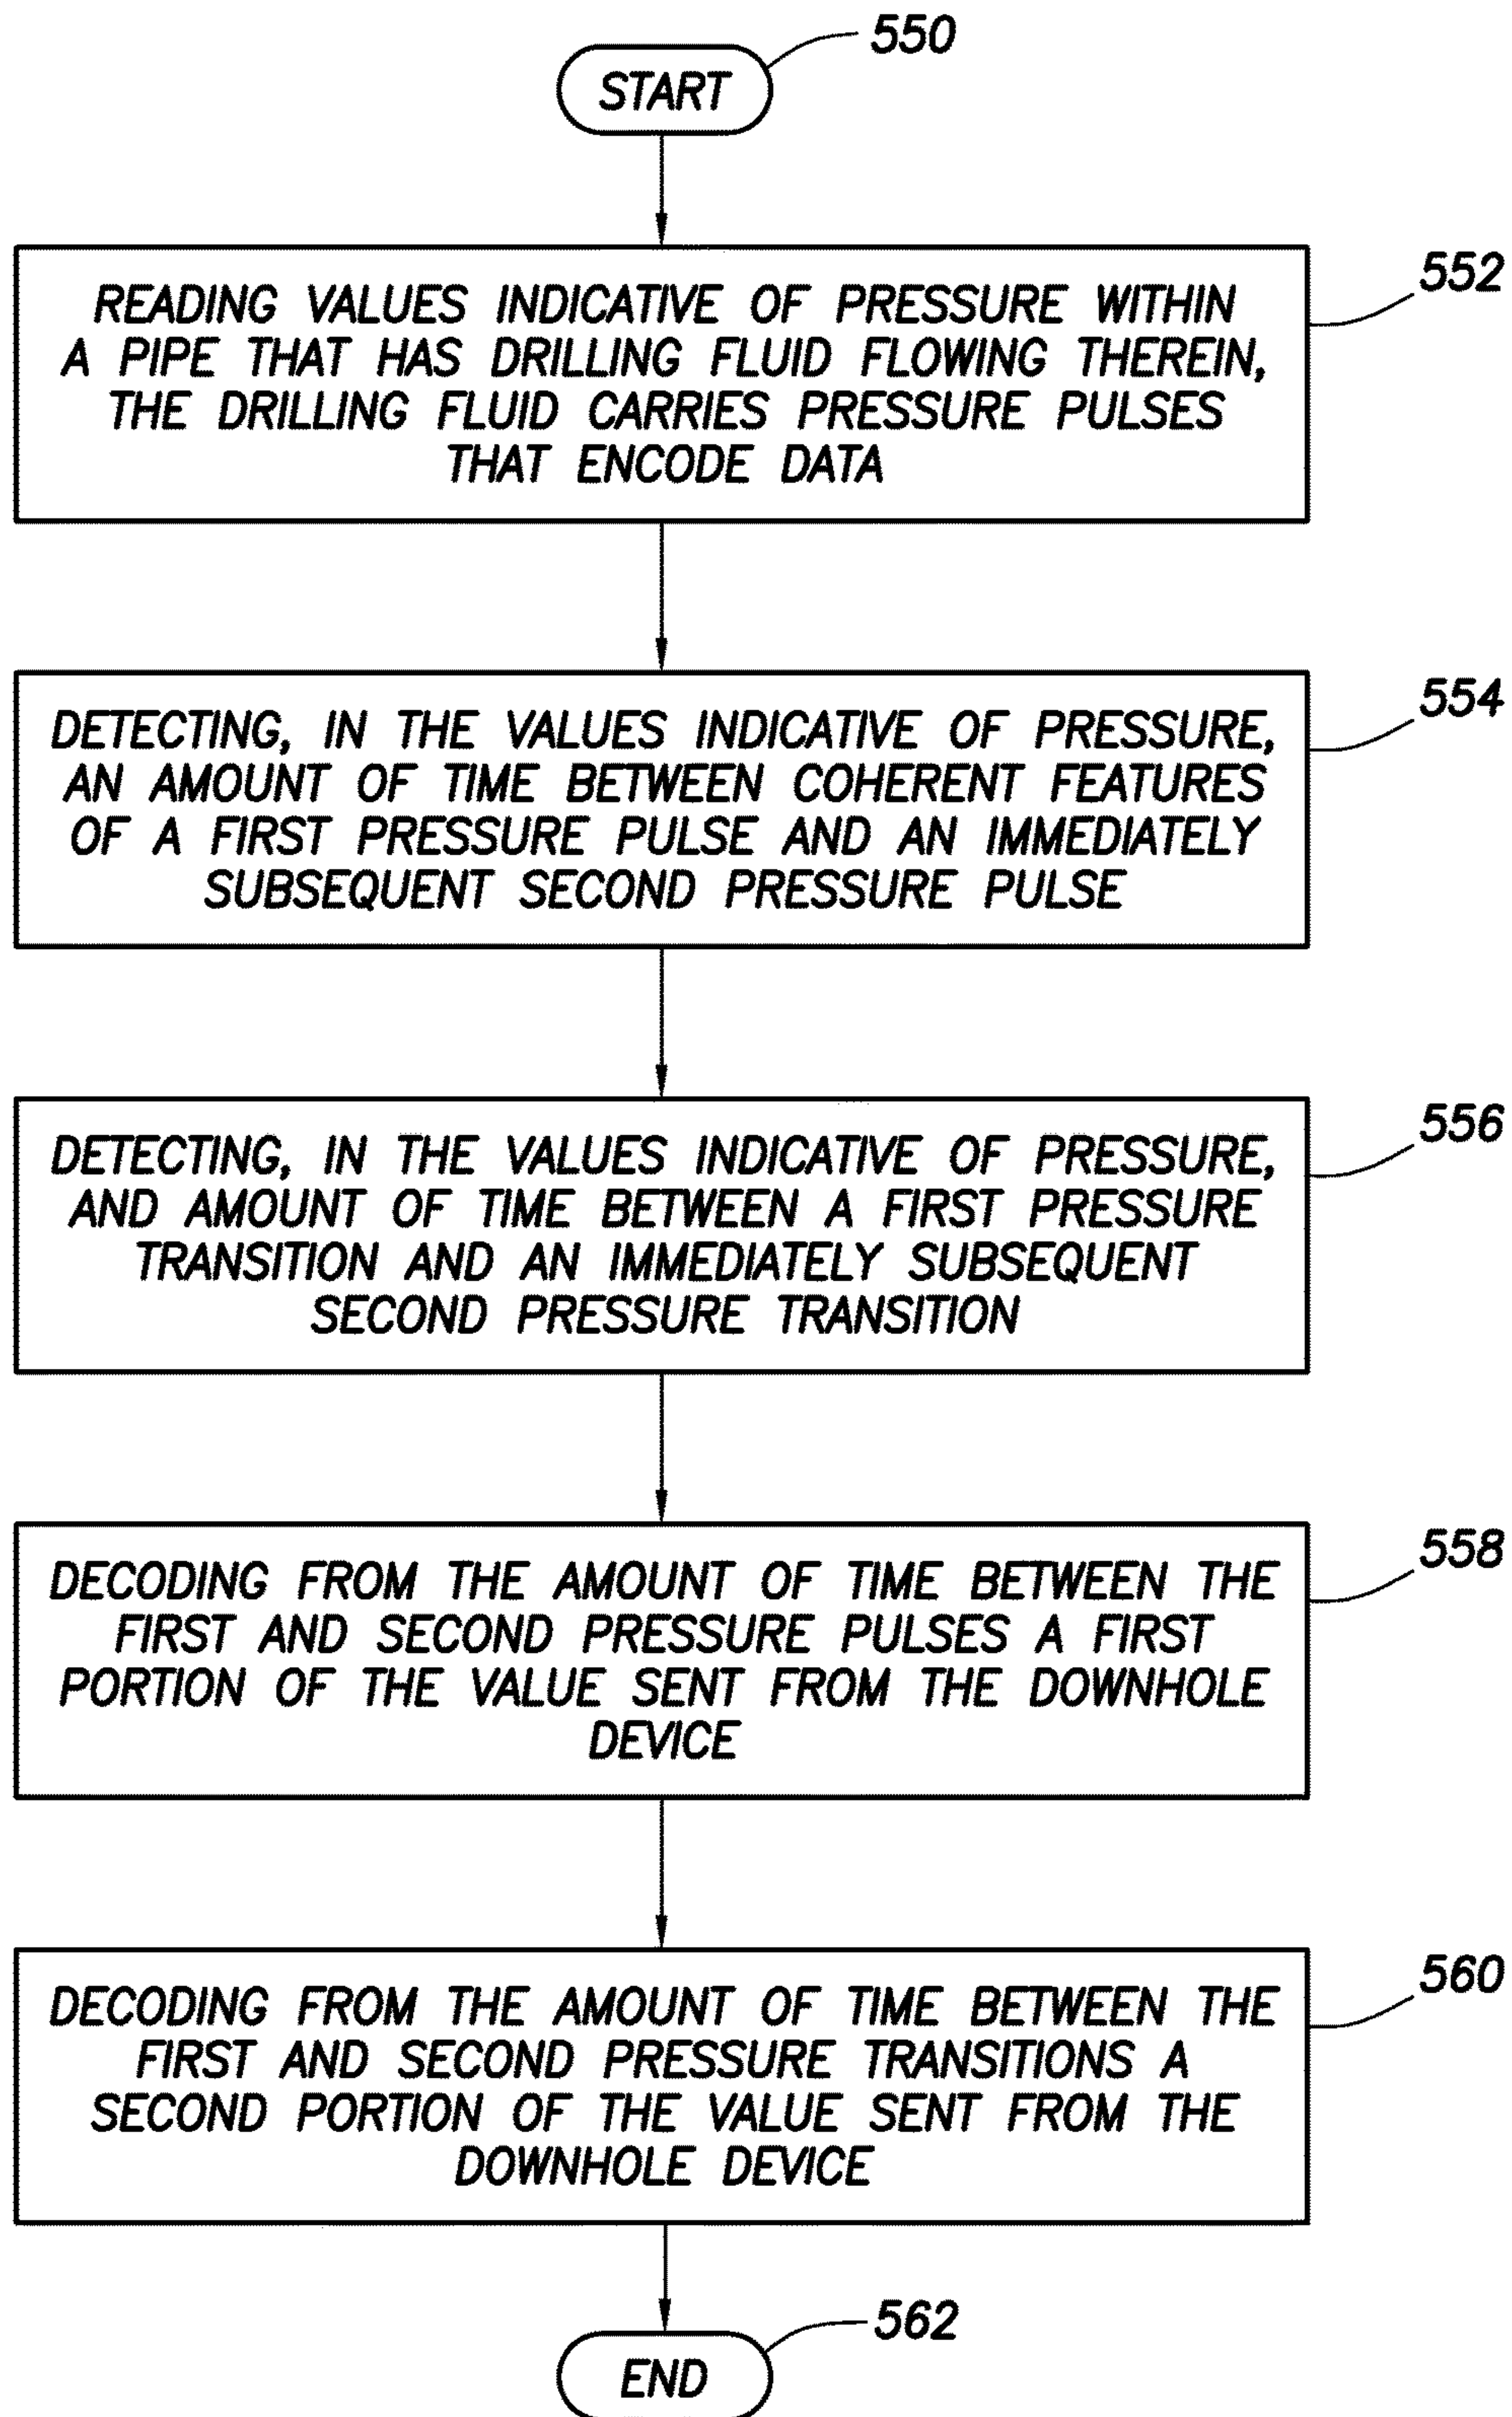 550
START
552
READING VALUES INDICATIVE OF PRESSURE WITHIN
A PIPE THAT HAS DRILLING FLUID FLOWING THEREIN,
THE DRILLING FLUID CARRIES PRESSURE PULSES
THAT ENCODE DATA
554
DETECTING, IN THE VALUES INDICATIVE OF PRESSURE,
AN AMOUNT OF TIME BETWEEN COHERENT FEATURES
OF A FIRST PRESSURE PULSE AND AN IMMEDIATELY
SUBSEQUENT SECOND PRESSURE PULSE
556
DETECTING, IN THE VALUES INDICATIVE OF PRESSURE,
AND AMOUNT OF TIME BETWEEN A FIRST PRESSURE
TRANSITION AND AN IMMEDIATELY SUBSEQUENT
SECOND PRESSURE TRANSITION
558
DECODING FROM THE AMOUNT OF TIME BETWEEN THE
FIRST AND SECOND PRESSURE PULSES A FIRST
PORTION OF THE VALUE SENT FROM THE DOWNHOLE
DEVICE
560
DECODING FROM THE AMOUNT OF TIME BETWEEN THE
FIRST AND SECOND PRESSURE TRANSITIONS A
SECOND PORTION OF THE VALUE SENT FROM THE
DOWNHOLE DEVICE
562
END